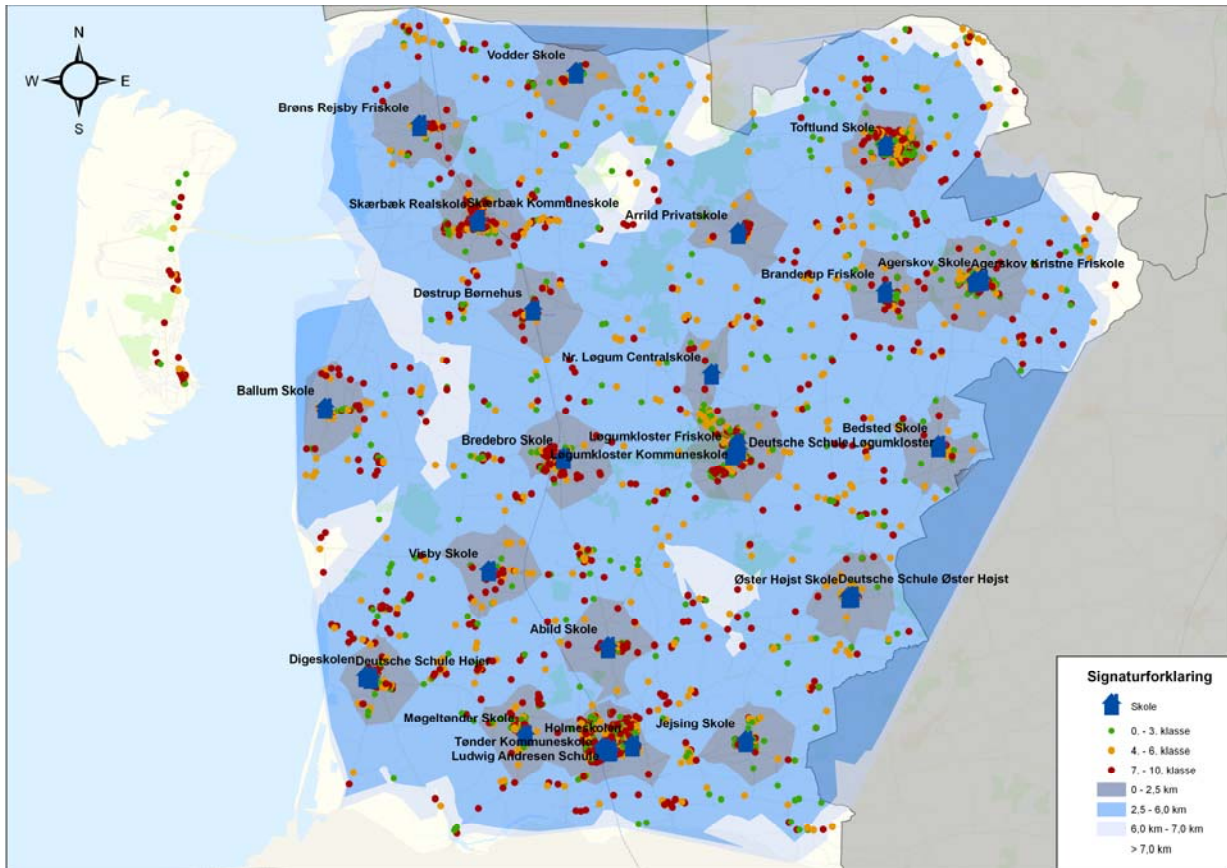 N
W E
S
Vodder Skole
Brøns Rejsby Friskole
Toftlund Skole
Skærbæk Realskole Skærbæk Kommuneskole
Arrild Privatskole
Agerskov Skole Agerskov Kristne Friskole
Branderup Friskole
Døstrup Børnehus
Nr. Løgum Centralskole
Ballum Skole
Bedsted Skole
Løgumkloster Friskole
Bredebro Skole
Deutsche Schule Løgumkloster
Løgumkloster Kommuneskole
Visby Skole
Øster Højst Skole Deutsche Schule Øster Højst
Abild Skole
Digeskolen Deutsche Schule Højer
Møgeltønder Skole
Holmeskolen
Jejsing Skole
Tønder Kommuneskole
Ludwig Andresen Schule
Signaturforklaring
Skole
0. - 3. klasse
4. - 6. klasse
7. - 10. klasse
0 - 2,5 km
2,5 - 6,0 km
6,0 km - 7,0 km
> 7,0 km